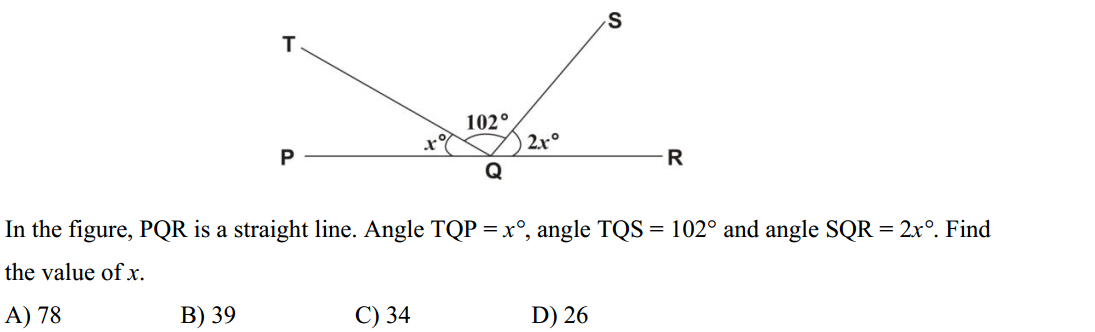 S
T
102°
x°
2x°
P
R
Q
In the figure, PQR is a straight line. Angle TQP = x°, angle TQS = 102° and angle SQR = 2x°. Find
the value of x.
A) 78 B) 39 C) 34 D) 26